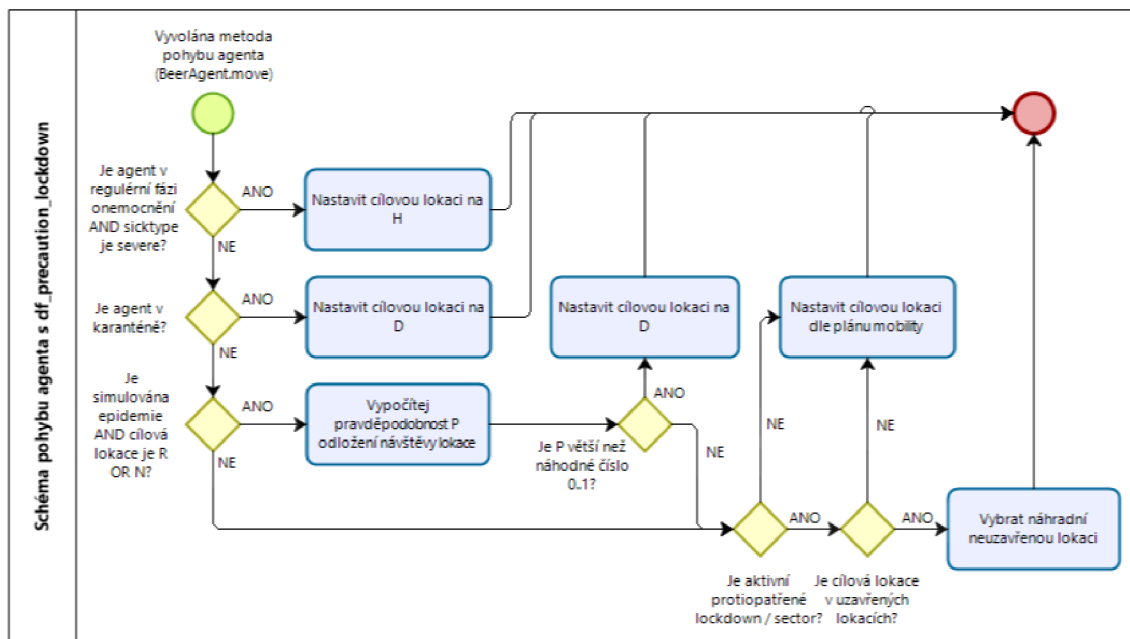 Schéma pohybu agenta s df_precaution_lockdown
Vyvolána metoda
pohybu agenta
(BeerAgent.move)
Je agent v
regulérní fázi
onemocnění
AND sicktype
je severe?
ANO
NE
Nastavit cílovou lokaci na
H
Je agent v
karanténě?
ANO
NE
Nastavit cílovou lokaci na
D
Nastavit cílovou lokaci na
D
Nastavit cílovou lokaci
dle plánu mobility
Je
simulována
epidemie
AND cílová
lokace je R
OR N?
ANO
NE
Vypočítej
pravděpodobnost P
odložení návštěvy lokace
Je P větší než
náhodné číslo
0..1?
ANO
NE
NE
NE
Je aktivní
protiopatřené
lockdown / sector?
ANO
Je cílová lokace
v uzavřených
lokacích?
ANO
Vybrat náhradní
neuzavřenou lokaci